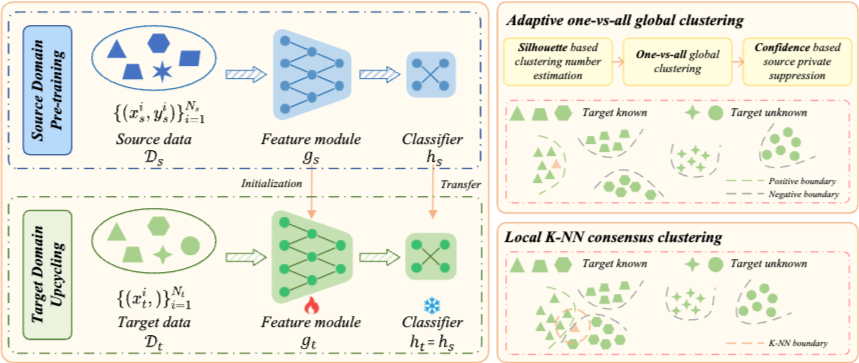 Source Domain
Pre-training
{(x_s^i, y_s^i)}_{i=1}^{N_s}
Source data
𝒟_s
Feature module
g_s
Classifier
h_s
Initialization
Transfer
Target Domain
Upcycling
{(x_t^i, )}_{i=1}^{N_t}
Target data
𝒟_t
Feature module
g_t
Classifier
h_t = h_s
Adaptive one-vs-all global clustering
Silhouette based
clustering number
estimation
One-vs-all global
clustering
Confidence based
source private
suppression
Target known
Target unknown
Positive boundary
Negative boundary
Local K-NN consensus clustering
Target known
Target unknown
K-NN boundary